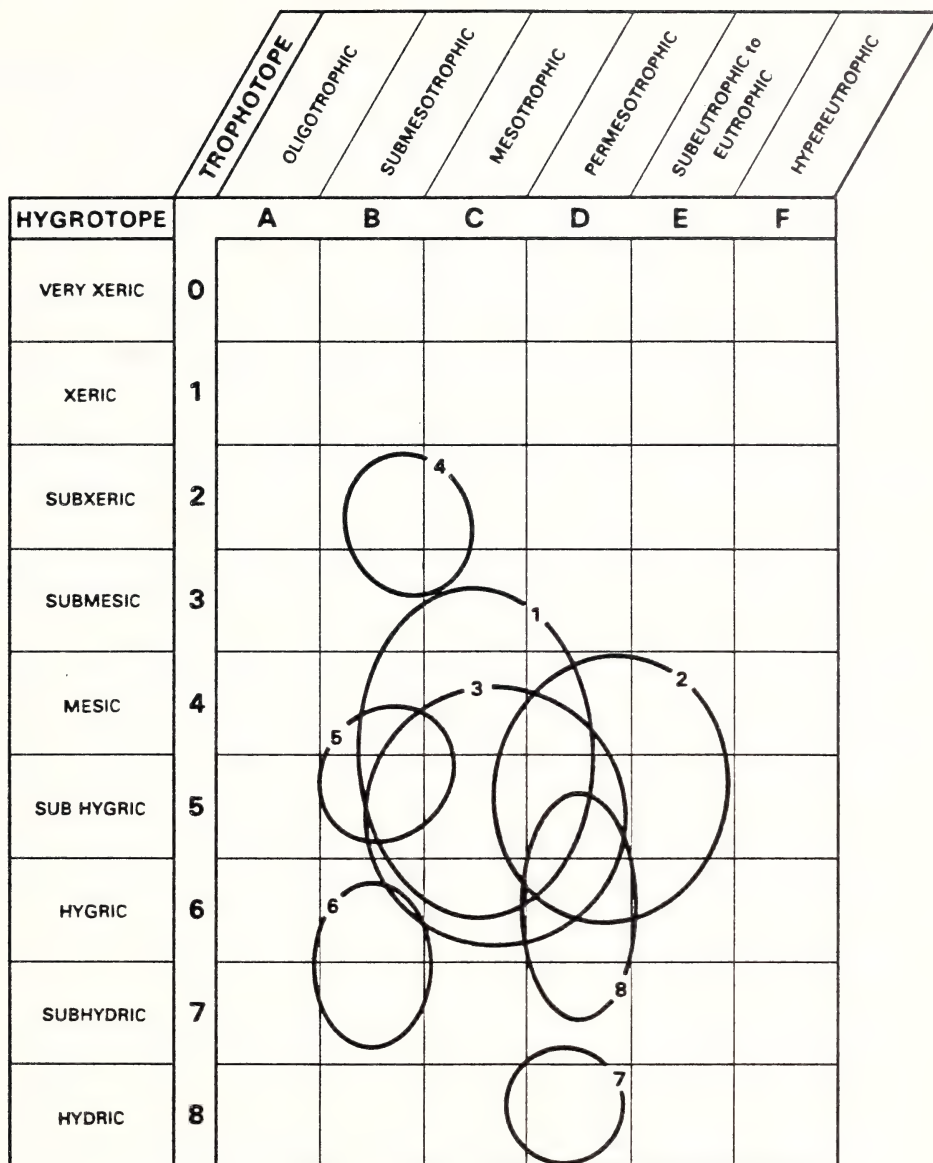 TROPHOTOPE
OLIGOTROPHIC
SUBMESOTROPHIC
MESOTROPHIC
PERMESOTROPHIC
SUBEUTROPHIC to
EUTROPHIC
HYPEREUTROPHIC
HYGROTOPE A B C D E F
VERY XERIC 0
XERIC 1
SUBXERIC 2
4
SUBMESIC 3
1
MESIC 4
3 2
5
SUB HYGRIC 5
HYGRIC 6
6
SUBHYDRIC 7
8
7
HYDRIC 8